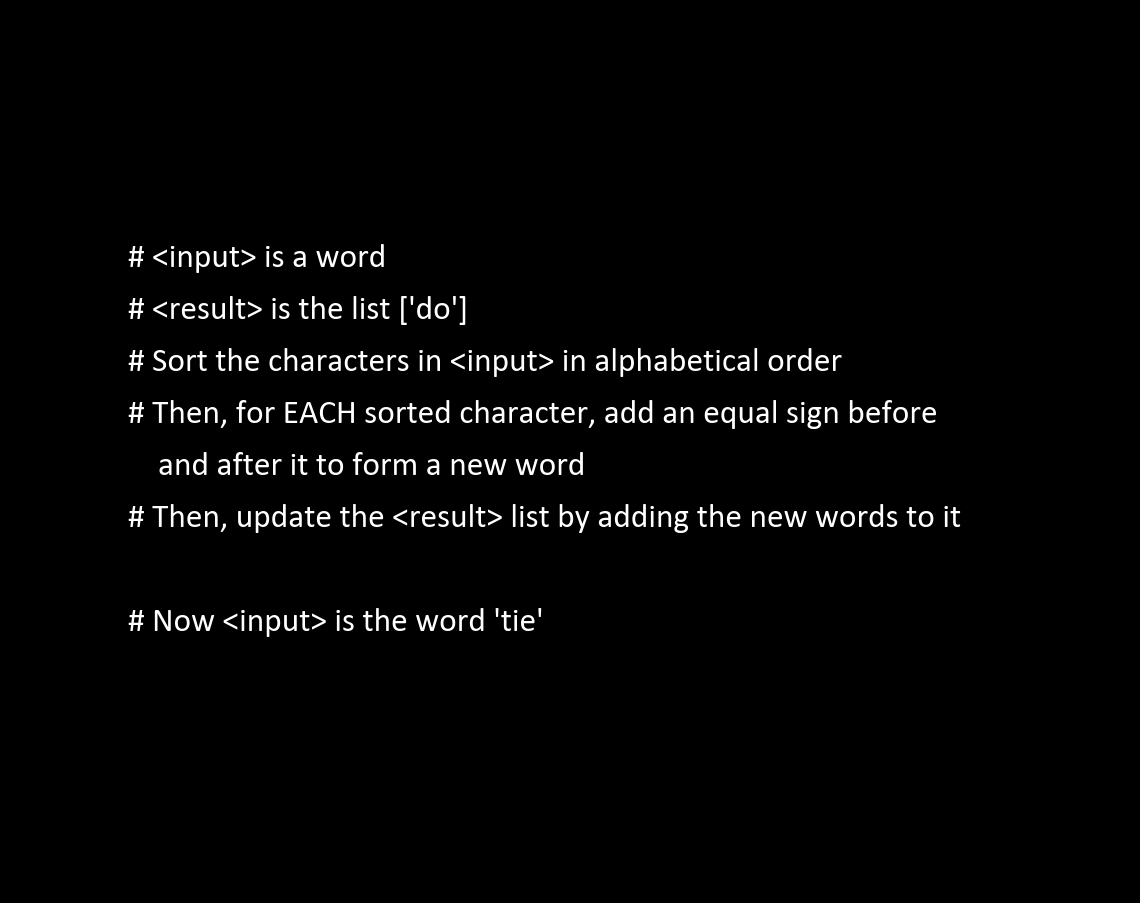 # <input> is a word
# <result> is the list ['do']
# Sort the characters in <input> in alphabetical order
# Then, for EACH sorted character, add an equal sign before
and after it to form a new word
# Then, update the <result> list by adding the new words to it
# Now <input> is the word 'tie'